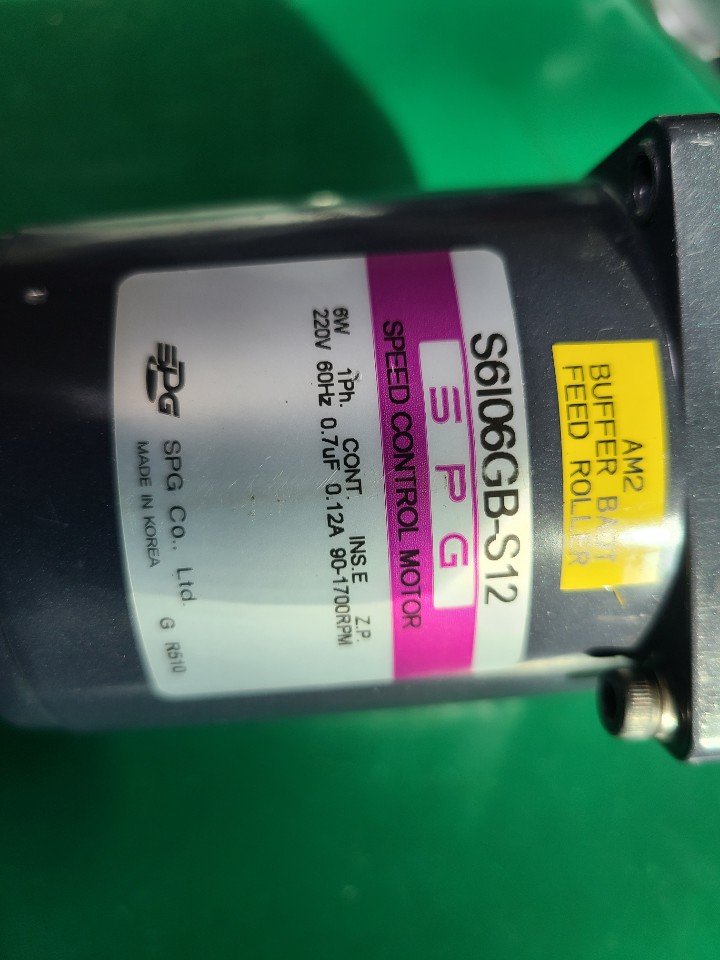 AM2
BUFFER BA
FEED ROLLER
S6I06GB-S12
SPG
SPEED CONTROL MOTOR
6W 1Ph. CONT. INS.E Z.P.
220V 60Hz 0.7uF 0.12A 90-1700RPM
SPG SPG Co., Ltd.
MADE IN KOREA G R510